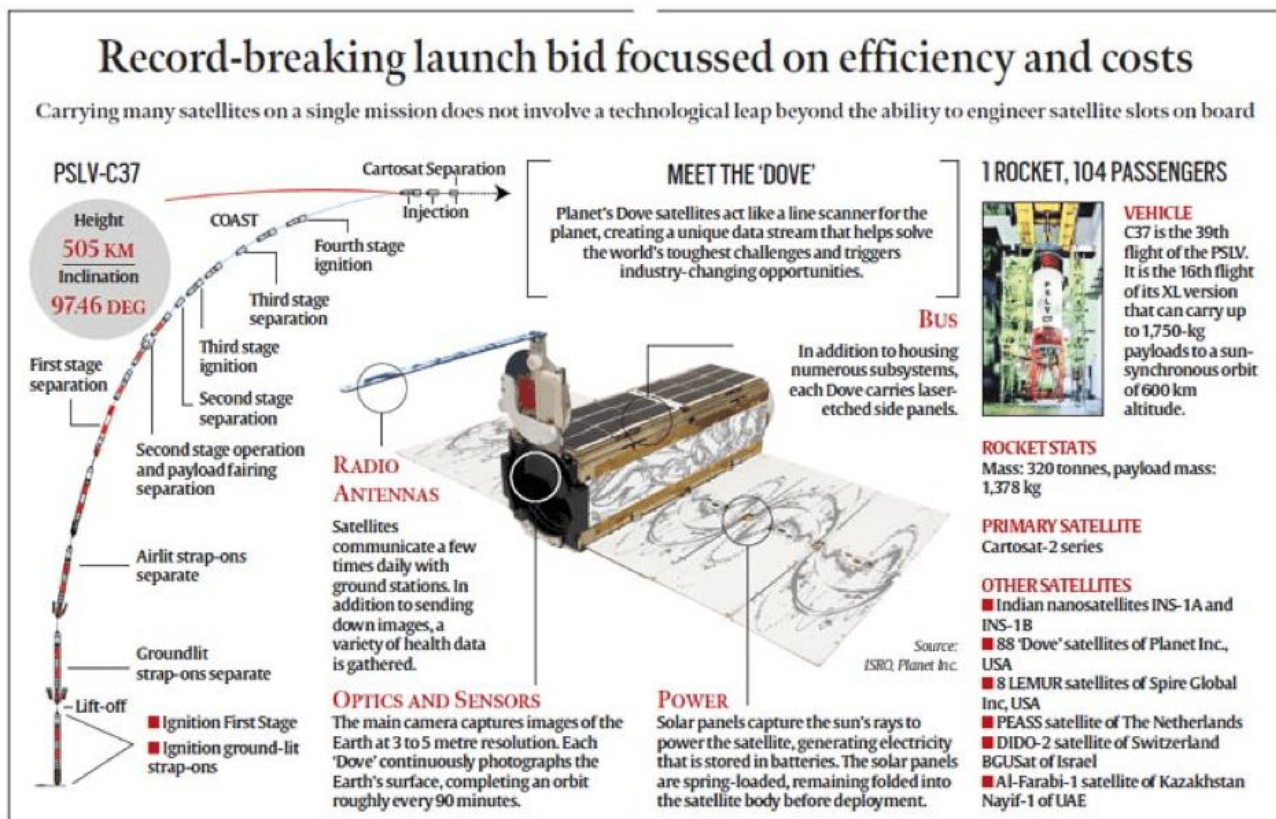 Record-breaking launch bid focussed on efficiency and costs
Carrying many satellites on a single mission does not involve a technological leap beyond the ability to engineer satellite slots on board
PSLV-C37
Height
505 KM
Inclination
97.46 DEG
Cartosat Separation
Injection
COAST
Fourth stage
ignition
Third stage
separation
Third stage
ignition
Second stage
separation
First stage
separation
Second stage operation
and payload fairing
separation
Airlit strap-ons
separate
Groundlit
strap-ons separate
Lift-off
Ignition First Stage
Ignition ground-lit
strap-ons
MEET THE 'DOVE'
Planet's Dove satellites act like a line scanner for the
planet, creating a unique data stream that helps solve
the world's toughest challenges and triggers
industry-changing opportunities.
BUS
In addition to housing
numerous subsystems,
each Dove carries laser-
etched side panels.
RADIO
ANTENNAS
Satellites
communicate a few
times daily with
ground stations. In
addition to sending
down images, a
variety of health data
is gathered.
OPTICS AND SENSORS
The main camera captures images of the
Earth at 3 to 5 metre resolution. Each
'Dove' continuously photographs the
Earth's surface, completing an orbit
roughly every 90 minutes.
POWER
Solar panels capture the sun's rays to
power the satellite, generating electricity
that is stored in batteries. The solar panels
are spring-loaded, remaining folded into
the satellite body before deployment.
Source:
ISRO, Planet Inc.
1 ROCKET, 104 PASSENGERS
PSLV
VEHICLE
C37 is the 39th
flight of the PSLV.
It is the 16th flight
of its XL version
that can carry up
to 1,750-kg
payloads to a sun-
synchronous orbit
of 600 km
altitude.
ROCKET STATS
Mass: 320 tonnes, payload mass:
1,378 kg
PRIMARY SATELLITE
Cartosat-2 series
OTHER SATELLITES
Indian nanosatellites INS-1A and
INS-1B
88 'Dove' satellites of Planet Inc.,
USA
8 LEMUR satellites of Spire Global
Inc, USA
PEASS satellite of The Netherlands
DIDO-2 satellite of Switzerland
BGUSat of Israel
Al-Farabi-1 satellite of Kazakhstan
Nayif-1 of UAE